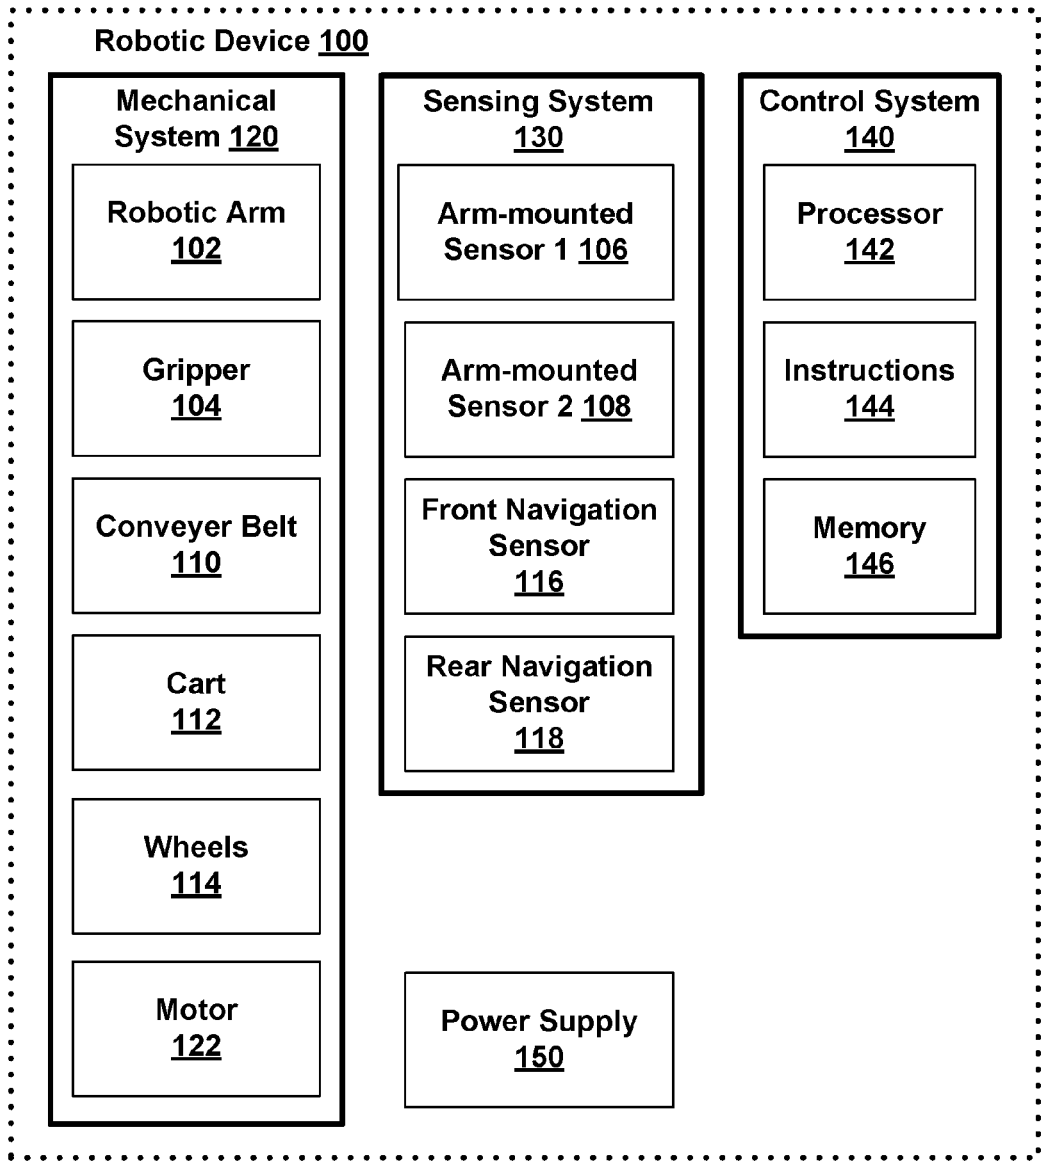 Robotic Device 100
Mechanical
System 120
Robotic Arm
102
Gripper
104
Conveyer Belt
110
Cart
112
Wheels
114
Motor
122
Sensing System
130
Arm-mounted
Sensor 1 106
Arm-mounted
Sensor 2 108
Front Navigation
Sensor
116
Rear Navigation
Sensor
118
Power Supply
150
Control System
140
Processor
142
Instructions
144
Memory
146